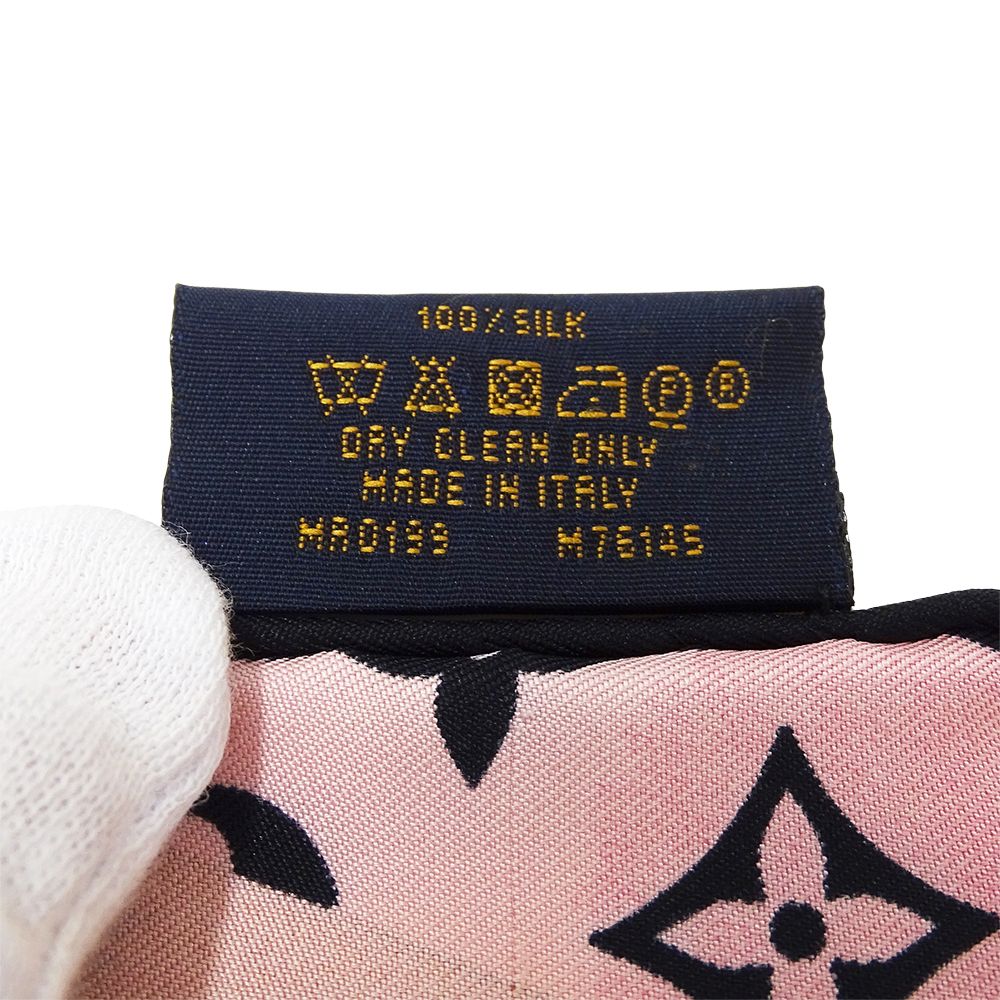 100% SILK
P R
DRY CLEAN ONLY
MADE IN ITALY
MR0199 M76145